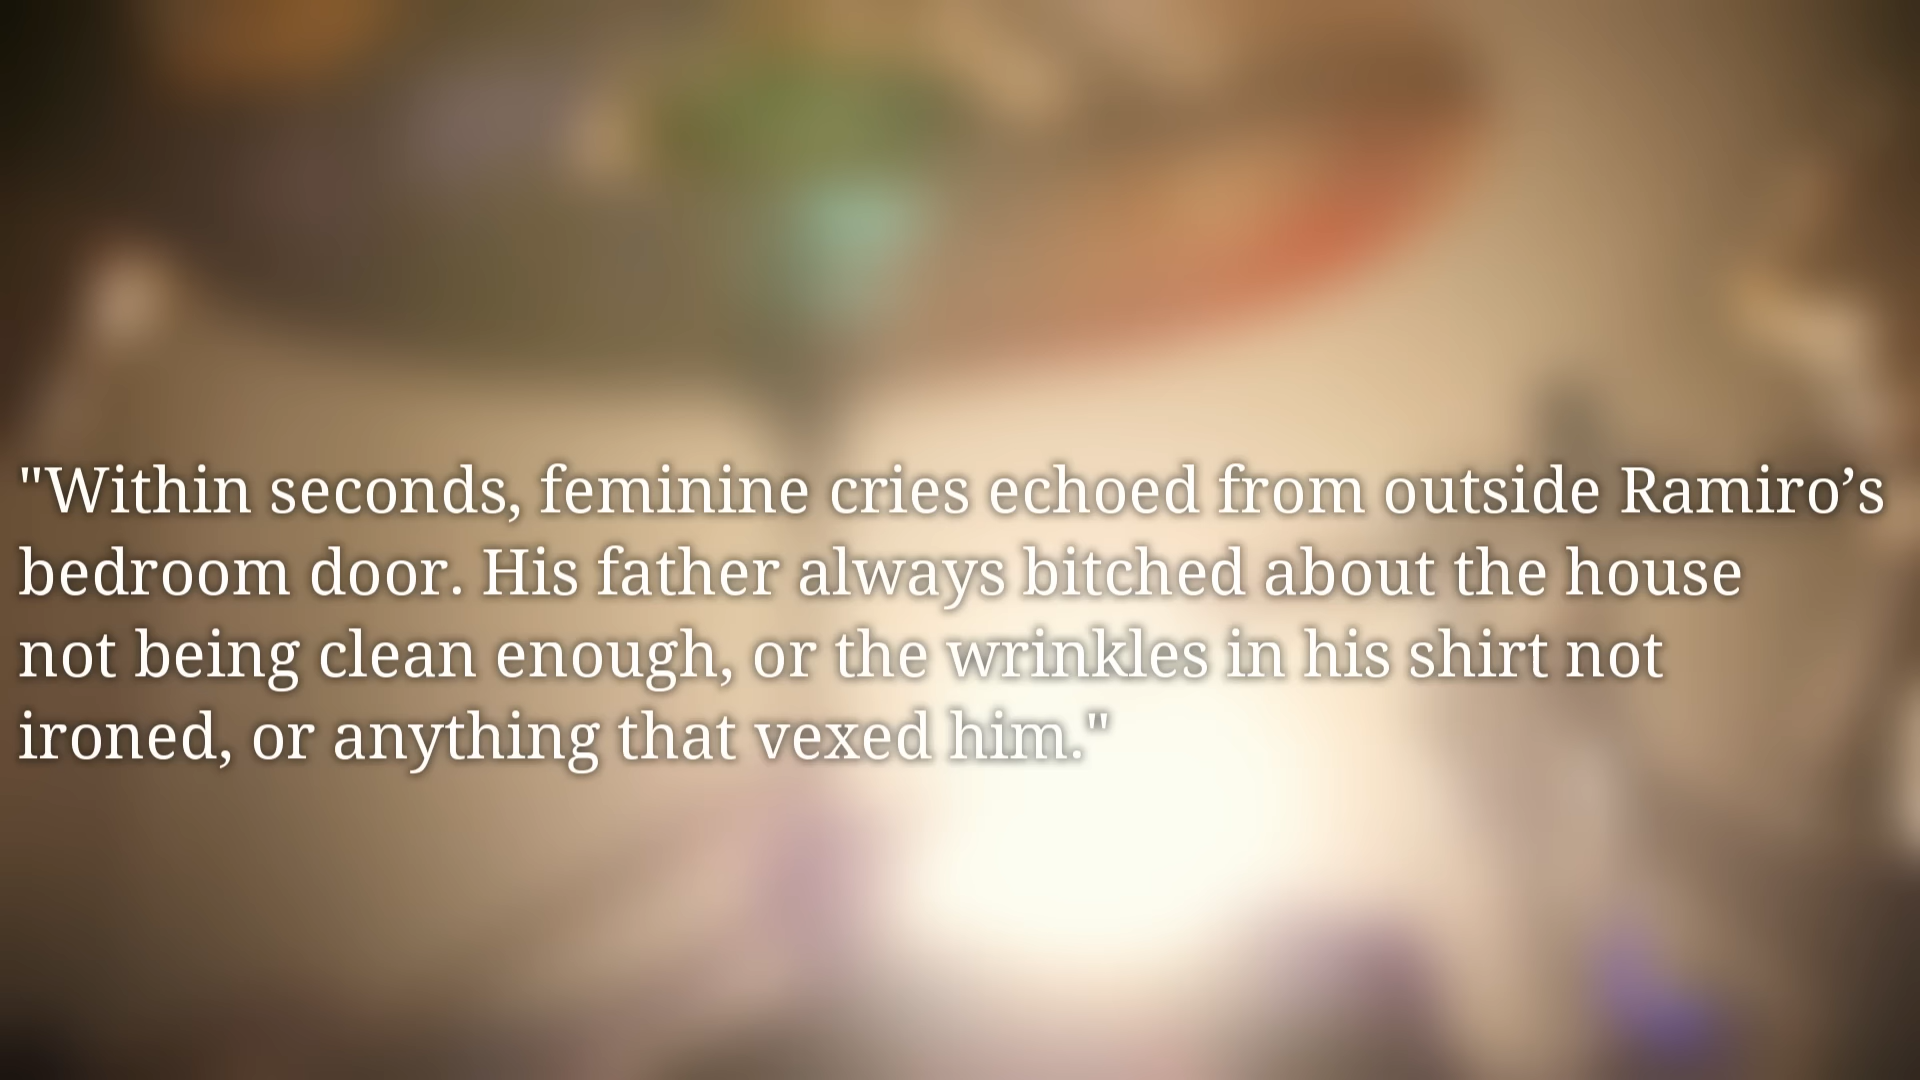 "Within seconds, feminine cries echoed from outside Ramiro’s
bedroom door. His father always bitched about the house
not being clean enough, or the wrinkles in his shirt not
ironed, or anything that vexed him."